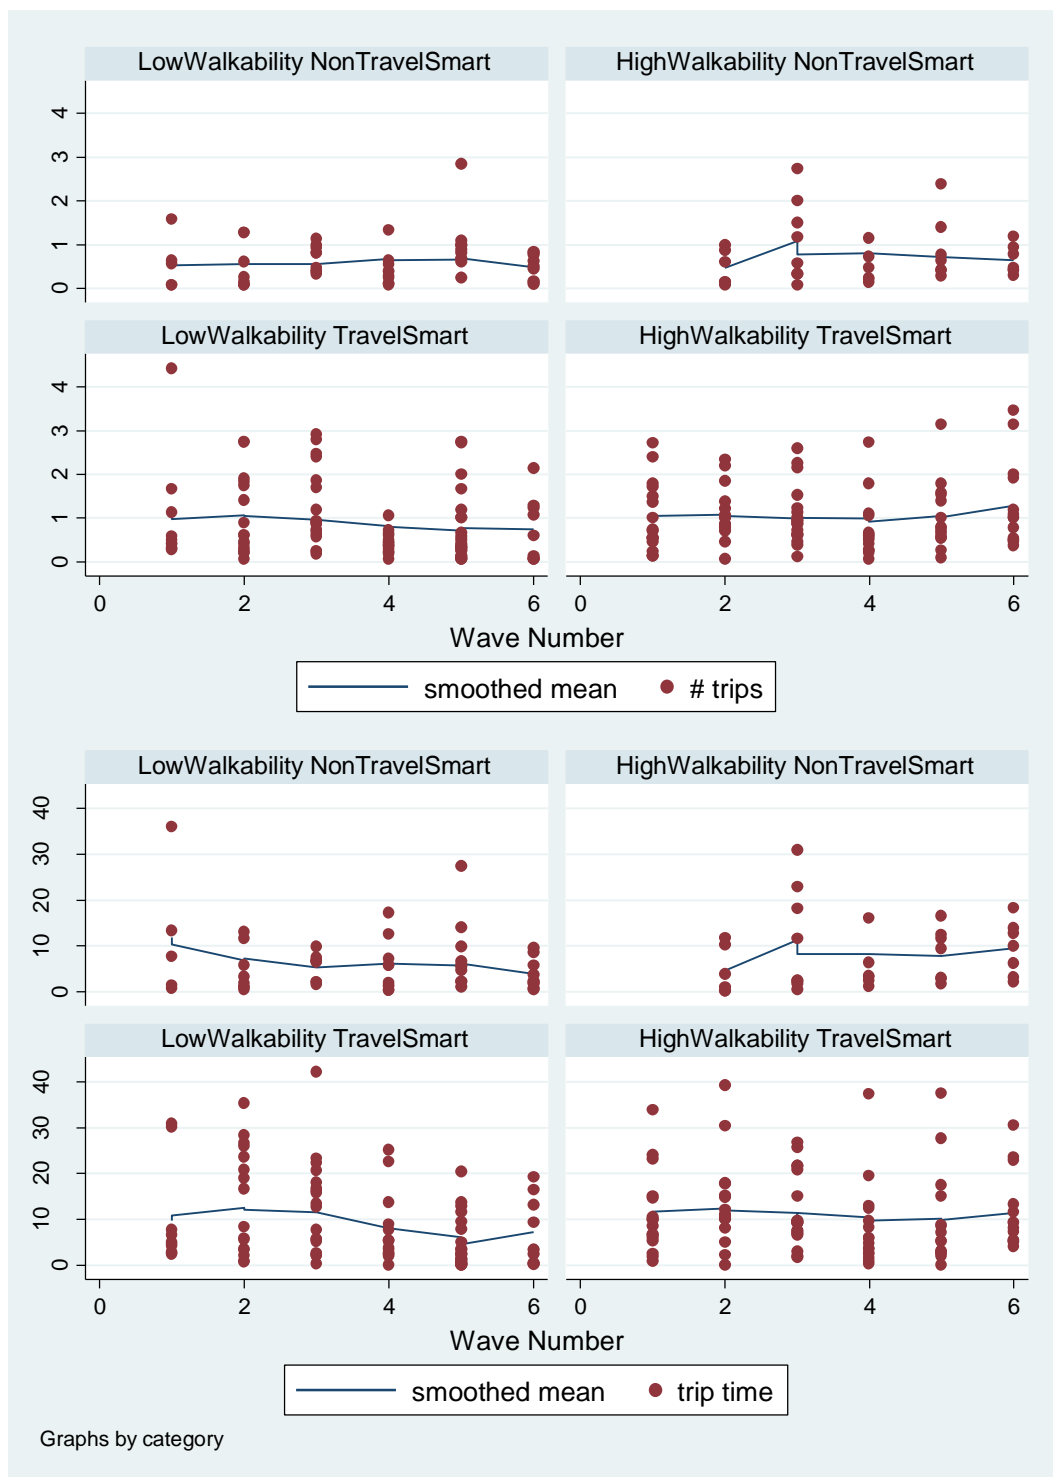 LowWalkability NonTravelSmart
HighWalkability NonTravelSmart
4
3
2
1
0
LowWalkability TravelSmart
HighWalkability TravelSmart
4
3
2
1
0
0 2 4 6 0 2 4 6
Wave Number
smoothed mean # trips
LowWalkability NonTravelSmart
HighWalkability NonTravelSmart
40
30
20
10
0
LowWalkability TravelSmart
HighWalkability TravelSmart
40
30
20
10
0
0 2 4 6 0 2 4 6
Wave Number
smoothed mean trip time
Graphs by category